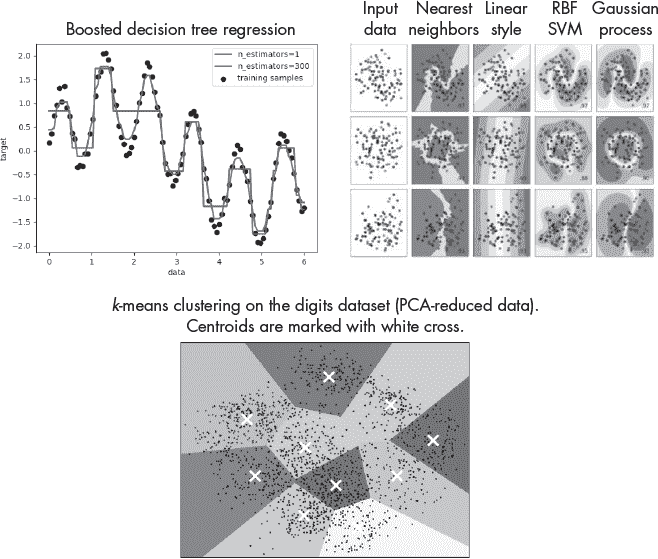 Boosted decision tree regression
n_estimators=1
n_estimators=300
training samples
target
2.0
1.5
1.0
0.5
0.0
−0.5
−1.0
−1.5
−2.0
0 1 2 3 4 5 6
data
Input data
Nearest neighbors
Linear style
RBF SVM
Gaussian process
k-means clustering on the digits dataset (PCA-reduced data).
Centroids are marked with white cross.